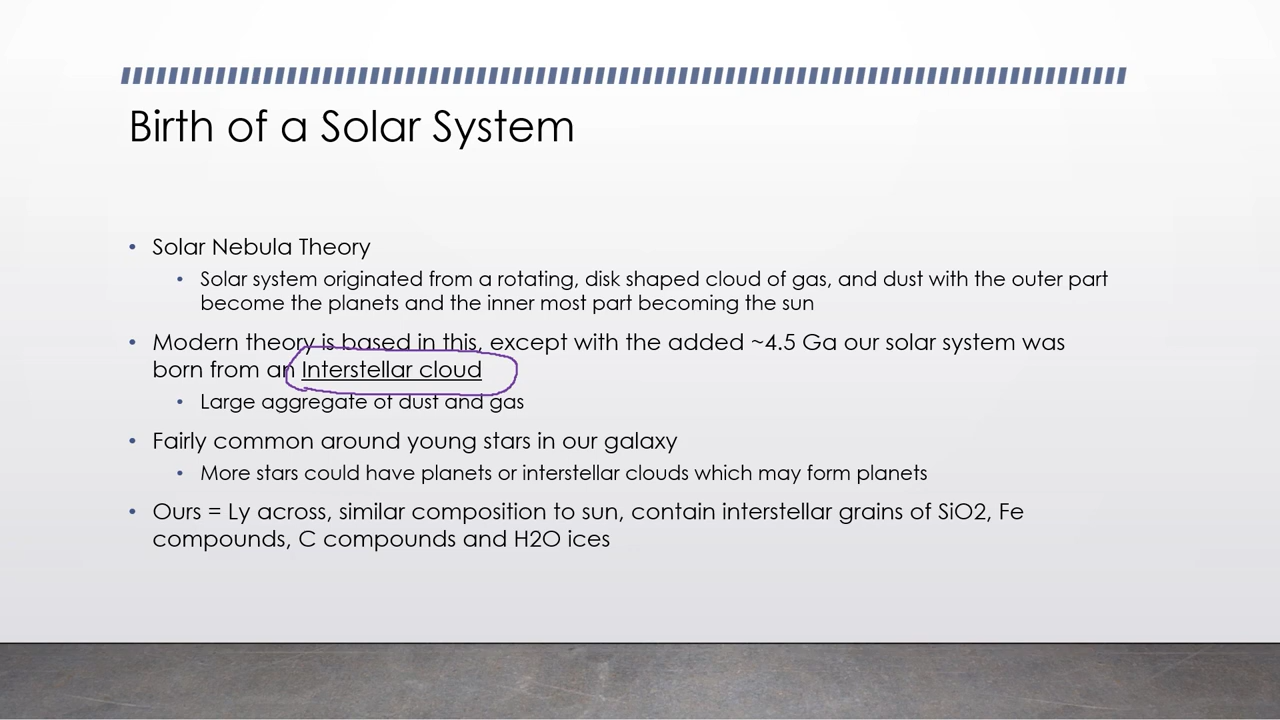 Birth of a Solar System
• Solar Nebula Theory
• Solar system originated from a rotating, disk shaped cloud of gas, and dust with the outer part
become the planets and the inner most part becoming the sun
• Modern theory is based in this, except with the added ~4.5 Ga our solar system was
born from an Interstellar cloud
• Large aggregate of dust and gas
• Fairly common around young stars in our galaxy
• More stars could have planets or interstellar clouds which may form planets
• Ours = Ly across, similar composition to sun, contain interstellar grains of SiO2, Fe
compounds, C compounds and H2O ices